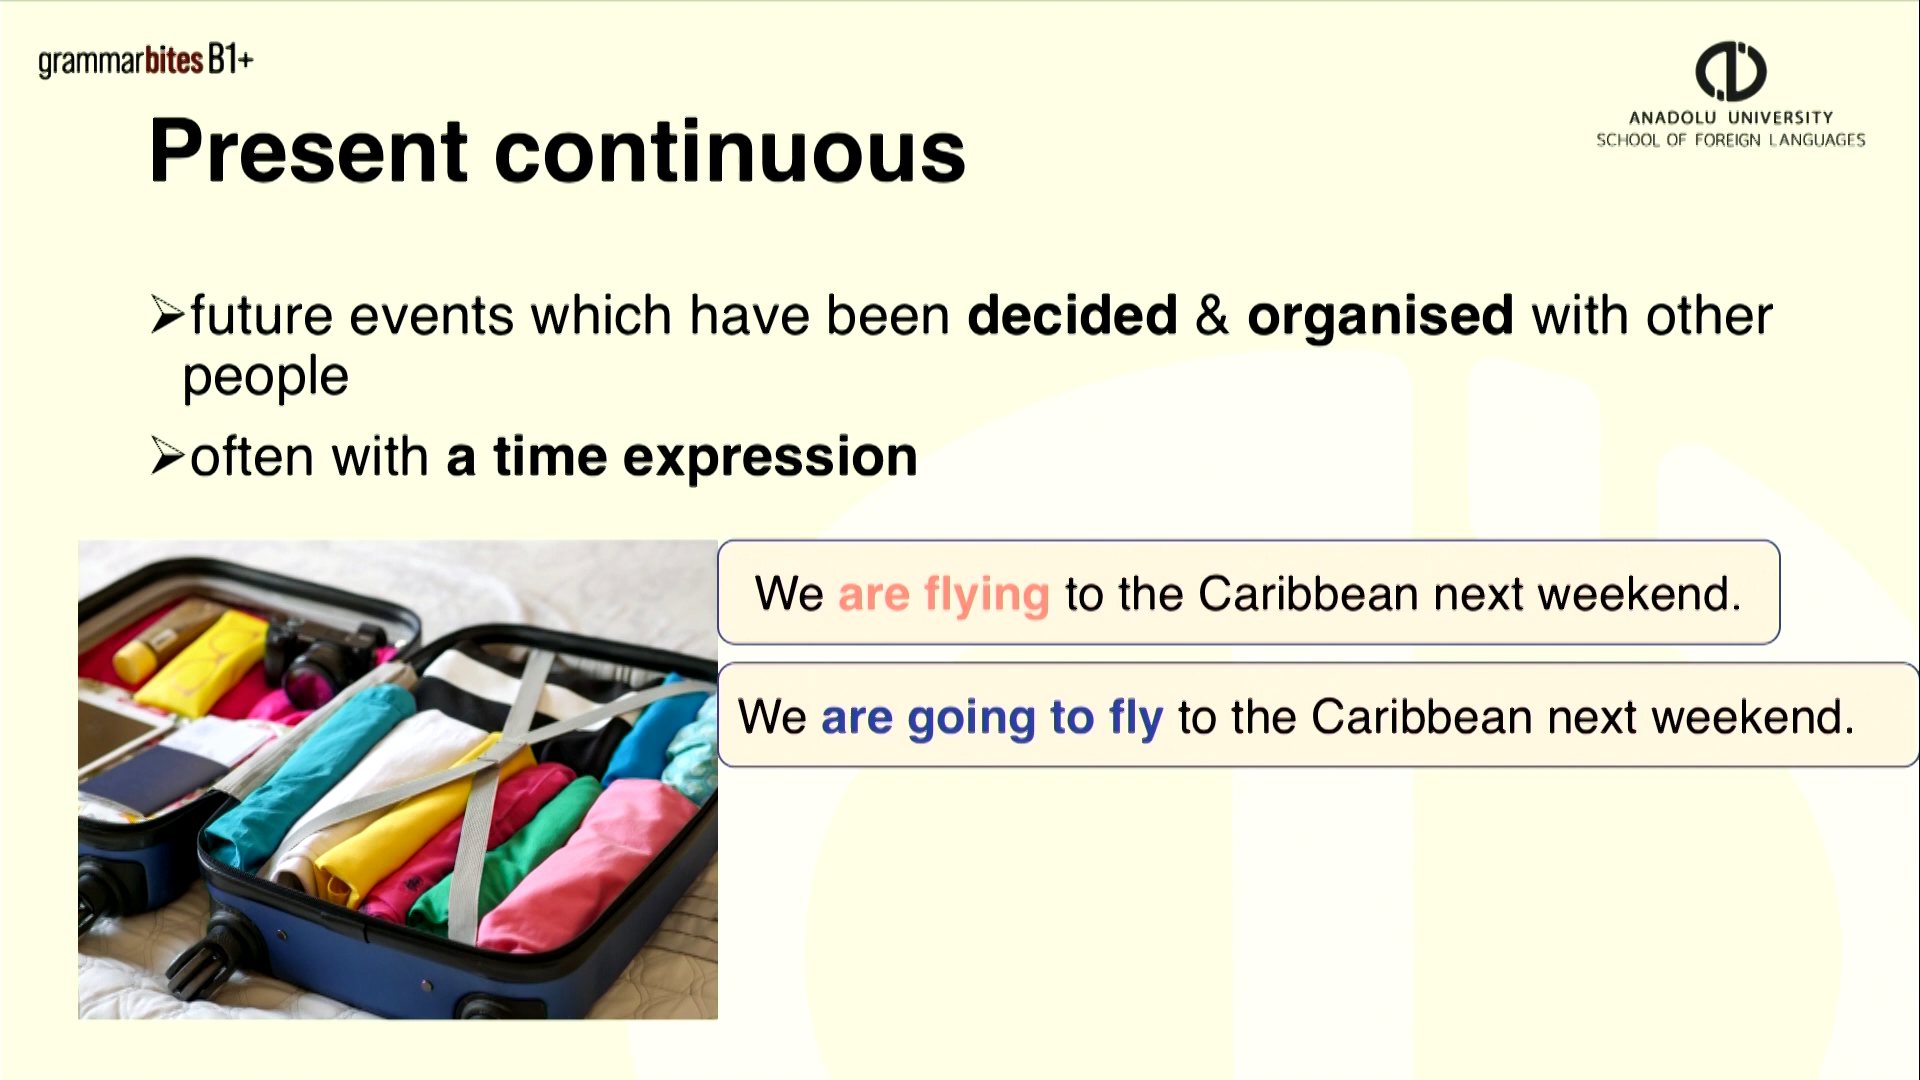 grammarbites B1+
ANADOLU UNIVERSITY
SCHOOL OF FOREIGN LANGUAGES
Present continuous
➢future events which have been decided & organised with other
people
➢often with a time expression
We are flying to the Caribbean next weekend.
We are going to fly to the Caribbean next weekend.